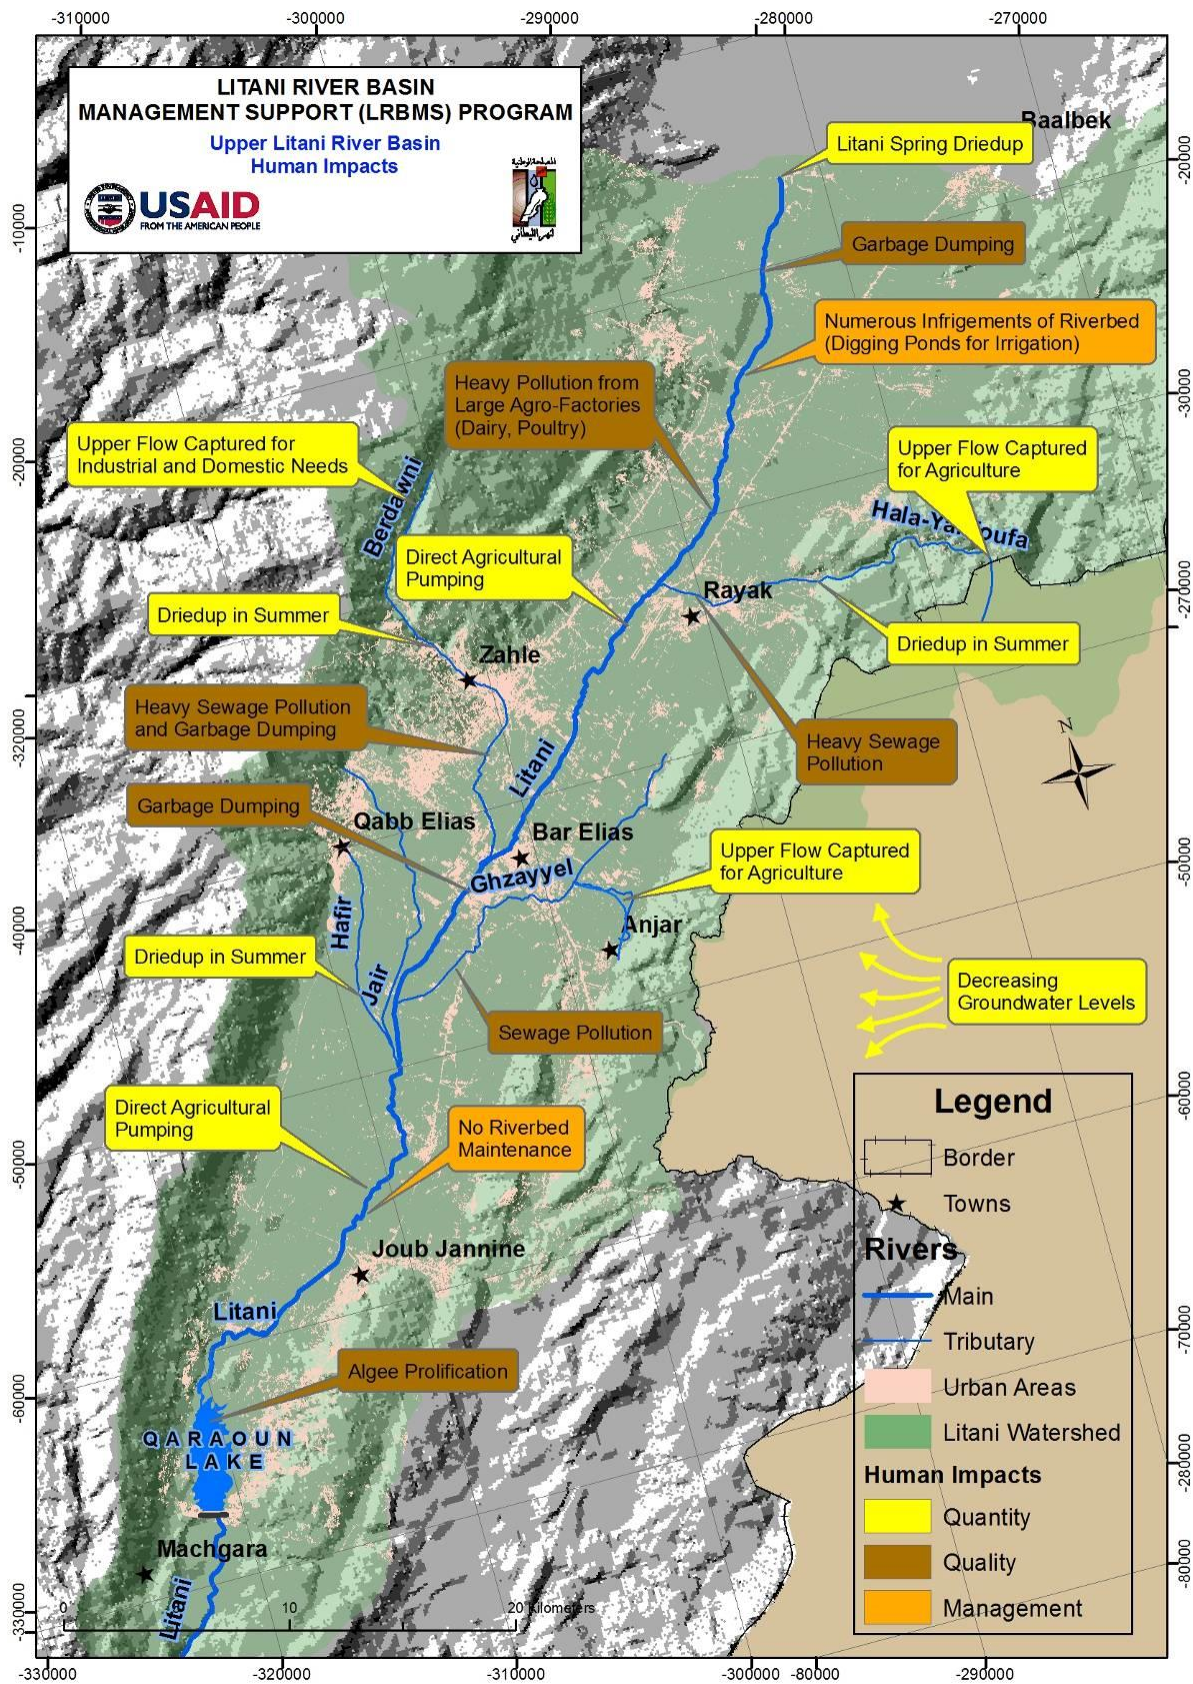 -310000
-300000
-290000
-280000
-270000
LITANI RIVER BASIN
MANAGEMENT SUPPORT (LRBMS) PROGRAM
Upper Litani River Basin
Human Impacts
USAID
FROM THE AMERICAN PEOPLE
Baalbek
Litani Spring Driedup
-20000
-10000
Garbage Dumping
Numerous Infrigements of Riverbed
(Digging Ponds for Irrigation)
Heavy Pollution from
Large Agro-Factories
(Dairy, Poultry)
-30000
Upper Flow Captured for
Industrial and Domestic Needs
Upper Flow Captured
for Agriculture
-20000
Berdawni
Direct Agricultural
Pumping
Rayak
-270000
Driedup in Summer
Driedup in Summer
Zahle
Heavy Sewage Pollution
and Garbage Dumping
-320000
Litani
Heavy Sewage
Pollution
N
Garbage Dumping
Qabb Elias
Bar Elias
Ghzayyel
Upper Flow Captured
for Agriculture
-50000
Hafir
Anjar
-40000
Driedup in Summer
Jair
Decreasing
Groundwater Levels
Sewage Pollution
Direct Agricultural
Pumping
No Riverbed
Maintenance
-60000
-50000
Legend
Border
Towns
Rivers
Main
Tributary
Urban Areas
Litani Watershed
Human Impacts
Quantity
Quality
Management
Joub Jannine
Litani
-70000
Algee Prolification
-60000
QARAOUN
LAKE
-280000
Machgara
-80000
Litani
-330000
0
10
20 Kilometers
-330000
-320000
-310000
-300000
-80000
-290000